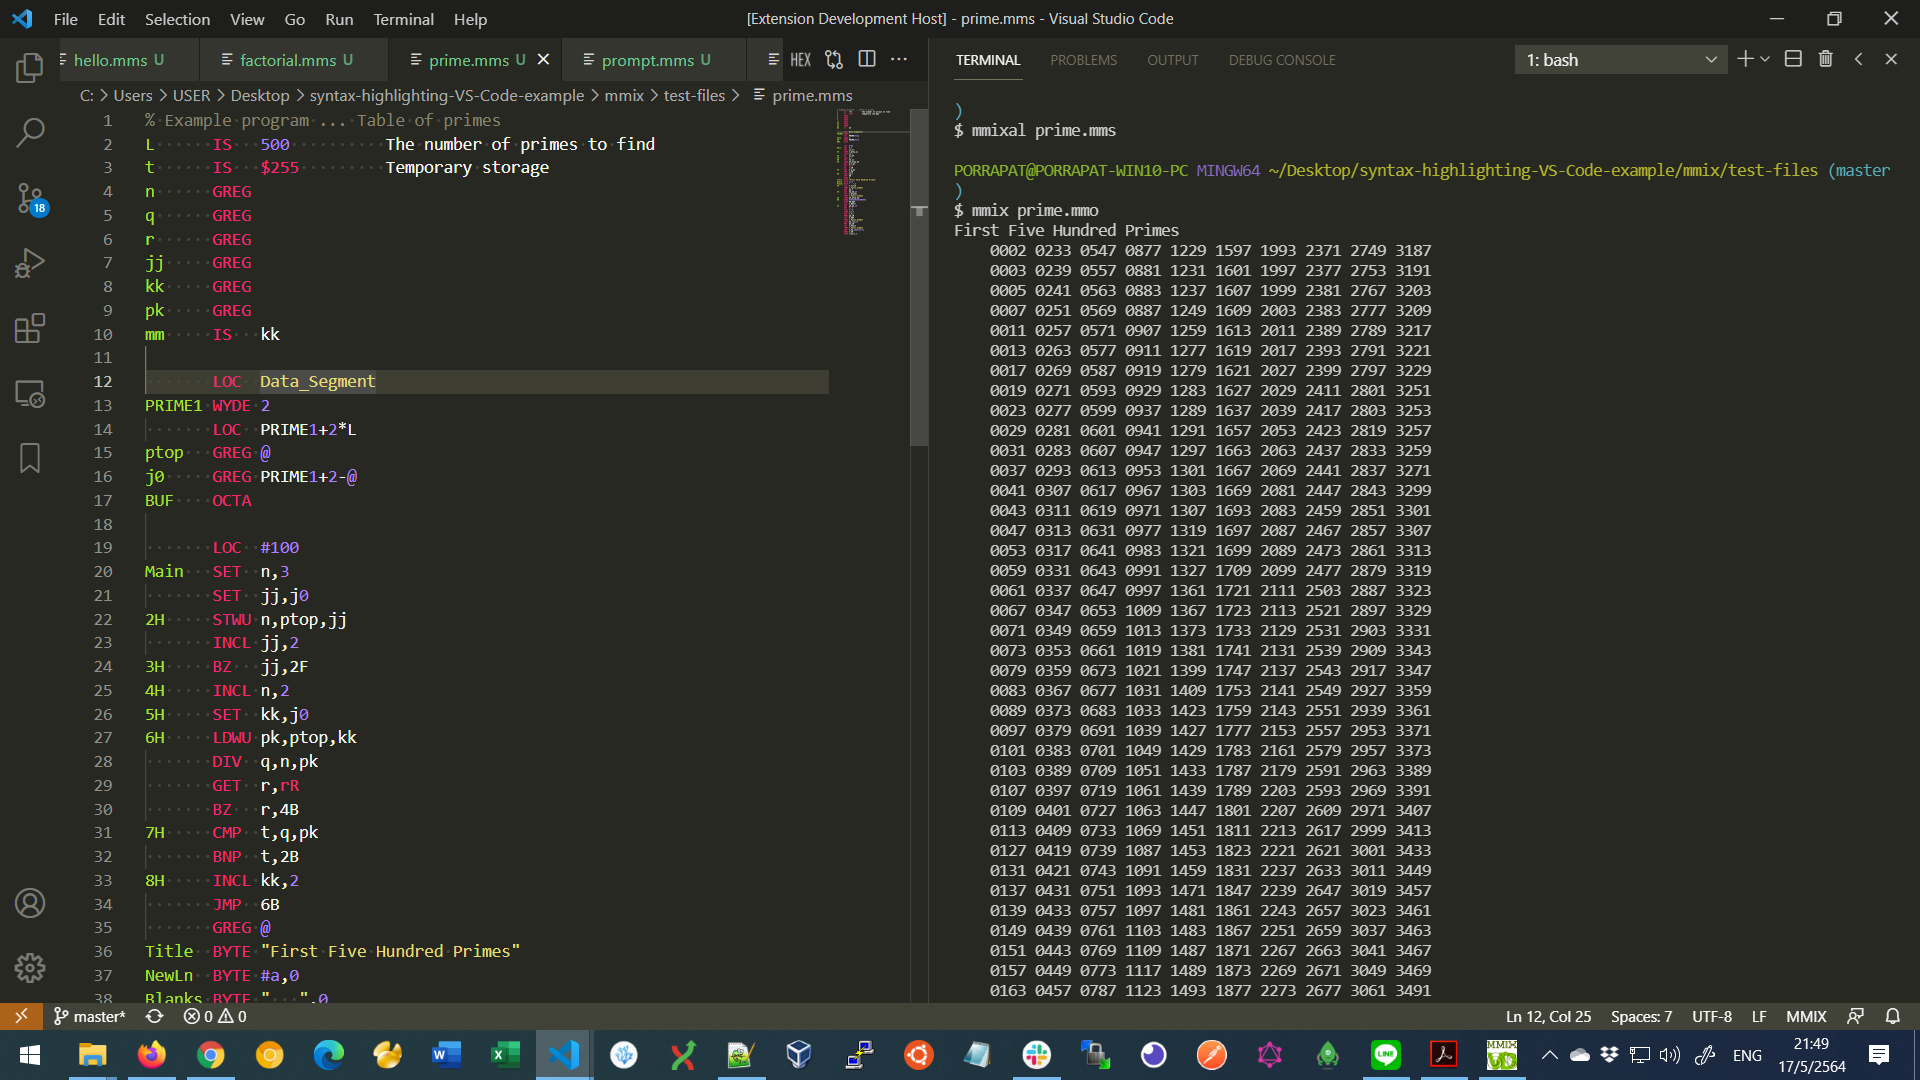 File Edit Selection View Go Run Terminal Help
[Extension Development Host] - prime.mms - Visual Studio Code
hello.mms U factorial.mms U prime.mms U prompt.mms U HEX
C: > Users > USER > Desktop > syntax-highlighting-VS-Code-example > mmix > test-files > prime.mms
1 % Example program ... Table of primes
2 L IS 500 The number of primes to find
3 t IS $255 Temporary storage
4 n GREG
5 q GREG
6 r GREG
7 jj GREG
8 kk GREG
9 pk GREG
10 mm IS kk
11
12 LOC Data_Segment
13 PRIME1 WYDE 2
14 LOC PRIME1+2*L
15 ptop GREG @
16 j0 GREG PRIME1+2-@
17 BUF OCTA
18
19 LOC #100
20 Main SET n,3
21 SET jj,j0
22 2H STWU n,ptop,jj
23 INCL jj,2
24 3H BZ jj,2F
25 4H INCL n,2
26 5H SET kk,j0
27 6H LDWU pk,ptop,kk
28 DIV q,n,pk
29 GET r,rR
30 BZ r,4B
31 7H CMP t,q,pk
32 BNP t,2B
33 8H INCL kk,2
34 JMP 6B
35 GREG @
36 Title BYTE "First Five Hundred Primes"
37 NewLn BYTE #a,0
38 Blanks BYTE "   ",0
TERMINAL PROBLEMS OUTPUT DEBUG CONSOLE 1: bash
)
$ mmixal prime.mms
PORRAPAT@PORRAPAT-WIN10-PC MINGW64 ~/Desktop/syntax-highlighting-VS-Code-example/mmix/test-files (master
)
$ mmix prime.mmo
First Five Hundred Primes
0002 0233 0547 0877 1229 1597 1993 2371 2749 3187
0003 0239 0557 0881 1231 1601 1997 2377 2753 3191
0005 0241 0563 0883 1237 1607 1999 2381 2767 3203
0007 0251 0569 0887 1249 1609 2003 2383 2777 3209
0011 0257 0571 0907 1259 1613 2011 2389 2789 3217
0013 0263 0577 0911 1277 1619 2017 2393 2791 3221
0017 0269 0587 0919 1279 1621 2027 2399 2797 3229
0019 0271 0593 0929 1283 1627 2029 2411 2801 3251
0023 0277 0599 0937 1289 1637 2039 2417 2803 3253
0029 0281 0601 0941 1291 1657 2053 2423 2819 3257
0031 0283 0607 0947 1297 1663 2063 2437 2833 3259
0037 0293 0613 0953 1301 1667 2069 2441 2837 3271
0041 0307 0617 0967 1303 1669 2081 2447 2843 3299
0043 0311 0619 0971 1307 1693 2083 2459 2851 3301
0047 0313 0631 0977 1319 1697 2087 2467 2857 3307
0053 0317 0641 0983 1321 1699 2089 2473 2861 3313
0059 0331 0643 0991 1327 1709 2099 2477 2879 3319
0061 0337 0647 0997 1361 1721 2111 2503 2887 3323
0067 0347 0653 1009 1367 1723 2113 2521 2897 3329
0071 0349 0659 1013 1373 1733 2129 2531 2903 3331
0073 0353 0661 1019 1381 1741 2131 2539 2909 3343
0079 0359 0673 1021 1399 1747 2137 2543 2917 3347
0083 0367 0677 1031 1409 1753 2141 2549 2927 3359
0089 0373 0683 1033 1423 1759 2143 2551 2939 3361
0097 0379 0691 1039 1427 1777 2153 2557 2953 3371
0101 0383 0701 1049 1429 1783 2161 2579 2957 3373
0103 0389 0709 1051 1433 1787 2179 2591 2963 3389
0107 0397 0719 1061 1439 1789 2203 2593 2969 3391
0109 0401 0727 1063 1447 1801 2207 2609 2971 3407
0113 0409 0733 1069 1451 1811 2213 2617 2999 3413
0127 0419 0739 1087 1453 1823 2221 2621 3001 3433
0131 0421 0743 1091 1459 1831 2237 2633 3011 3449
0137 0431 0751 1093 1471 1847 2239 2647 3019 3457
0139 0433 0757 1097 1481 1861 2243 2657 3023 3461
0149 0439 0761 1103 1483 1867 2251 2659 3037 3463
0151 0443 0769 1109 1487 1871 2267 2663 3041 3467
0157 0449 0773 1117 1489 1873 2269 2671 3049 3469
0163 0457 0787 1123 1493 1877 2273 2677 3061 3491
18
master* 0 0 Ln 12, Col 25 Spaces: 7 UTF-8 LF MMIX
ENG 21:49
17/5/2564